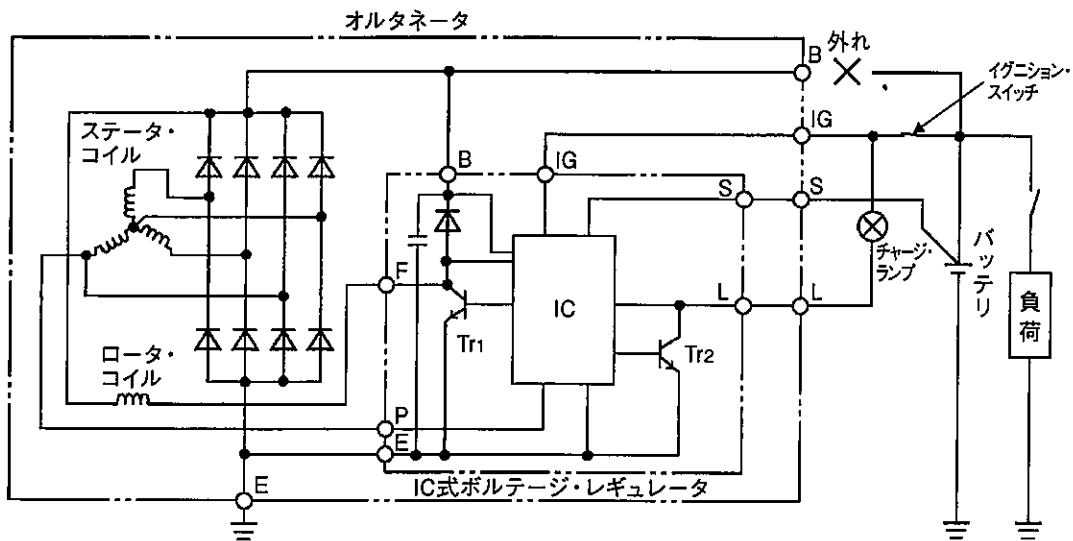 オルタネータ
B
外れ
イグニション・
スイッチ
IG
ステータ・
コイル
B
IG
S
S
チャージ・
ランプ
バッテリ
F
IC
L
L
負荷
Tr1
Tr2
ロータ・
コイル
P
E
E
IC式ボルテージ・レギュレータ